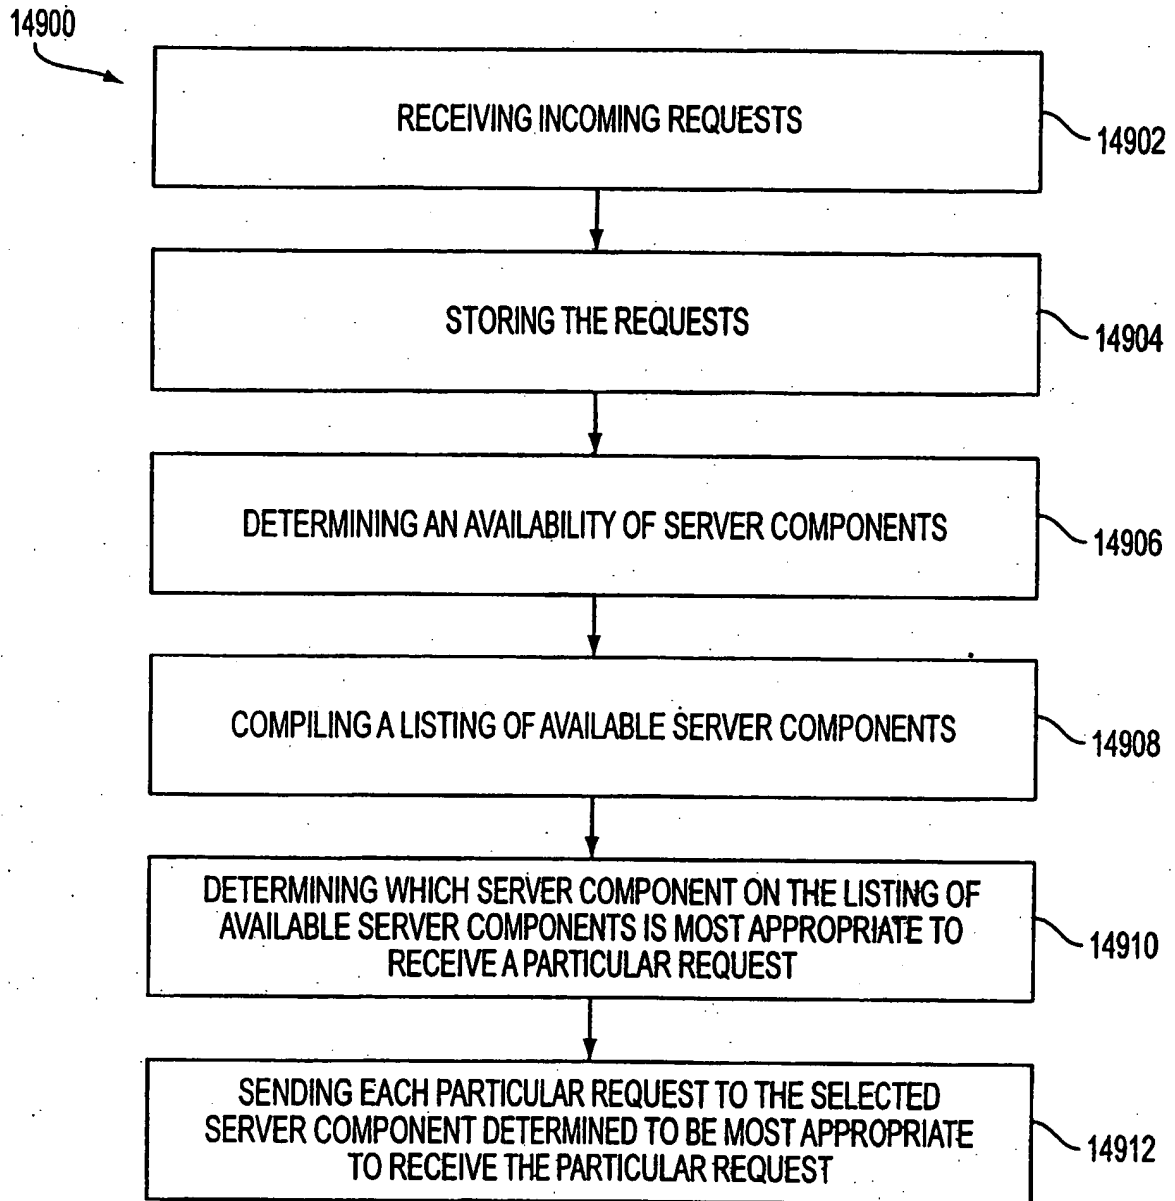 14900
RECEIVING INCOMING REQUESTS
14902
STORING THE REQUESTS
14904
DETERMINING AN AVAILABILITY OF SERVER COMPONENTS
14906
COMPILING A LISTING OF AVAILABLE SERVER COMPONENTS
14908
DETERMINING WHICH SERVER COMPONENT ON THE LISTING OF
AVAILABLE SERVER COMPONENTS IS MOST APPROPRIATE TO
RECEIVE A PARTICULAR REQUEST
14910
SENDING EACH PARTICULAR REQUEST TO THE SELECTED
SERVER COMPONENT DETERMINED TO BE MOST APPROPRIATE
TO RECEIVE THE PARTICULAR REQUEST
14912